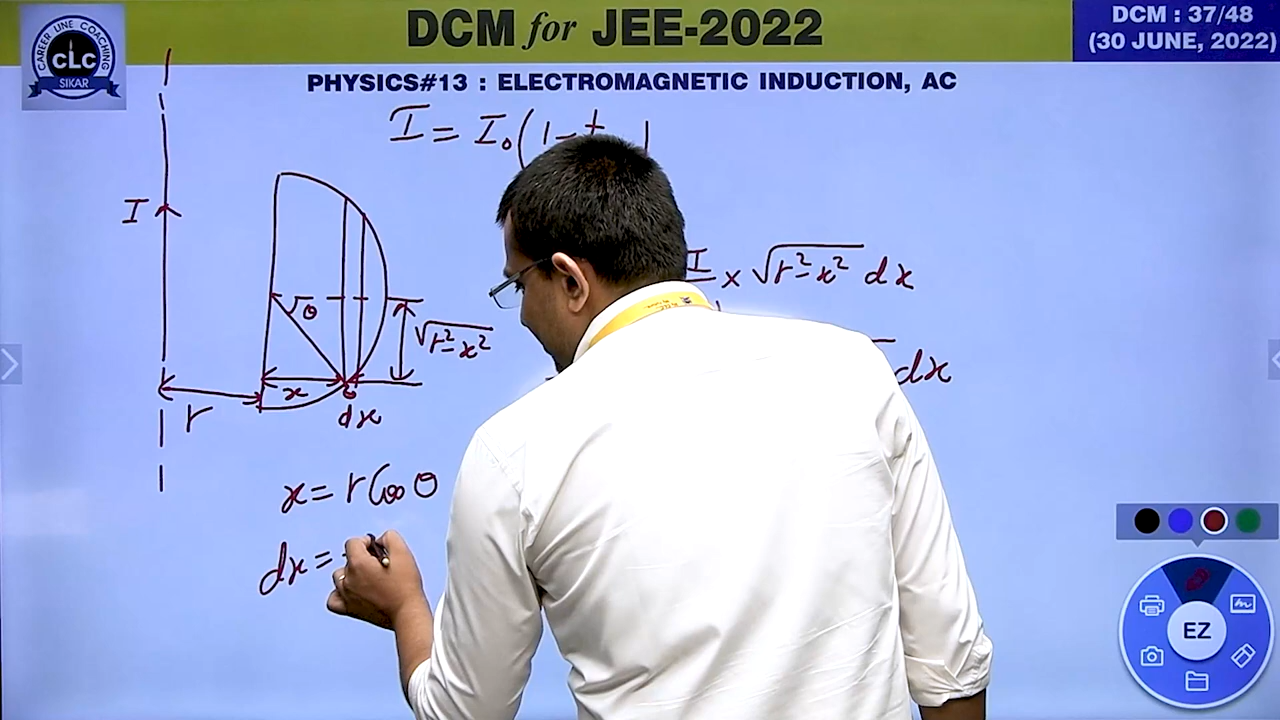 DCM for JEE-2022
DCM : 37/48
(30 JUNE, 2022)
CAREER LINE COACHING
CLC
SIKAR
PHYSICS#13 : ELECTROMAGNETIC INDUCTION, AC
I = I₀(1-t
I
θ
√r²-x²
x
r
dx
I × √r²-x² dx
dx
x = r Cos θ
dx =
EZ